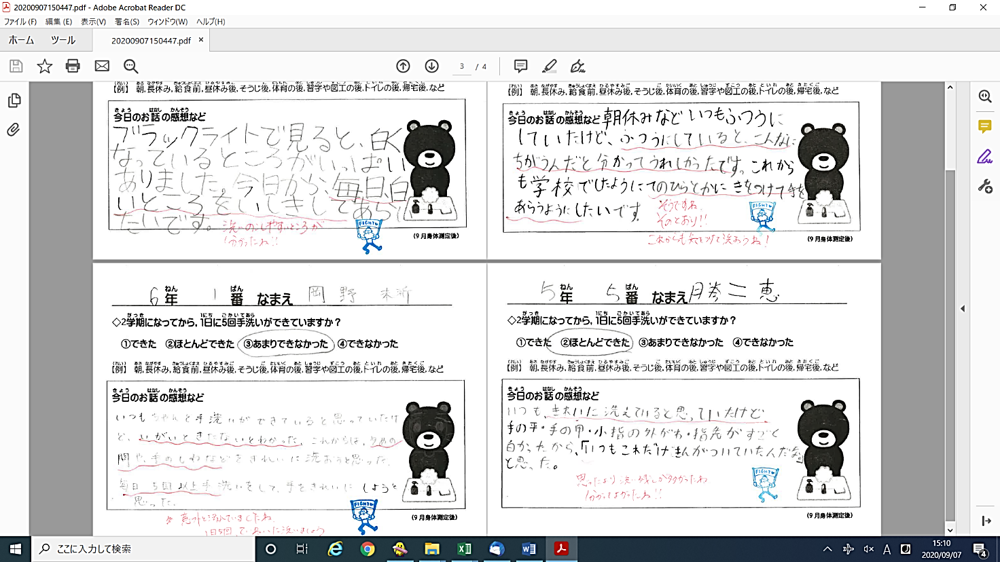 20200907150447.pdf - Adobe Acrobat Reader DC
ファイル(F) 編集(E) 表示(V) 署名(S) ウィンドウ(W) ヘルプ(H)
ホーム ツール 20200907150447.pdf ×
3 / 4
【例】 朝,長休み,給食前,昼休み後,そうじ後,体育の後,習字や図工の後,トイレの後,帰宅後,など
今日のお話の感想など
ブラックライトで見ると、白く
なっているところがいっぱい
ありました。今日から、毎日、白
いところをいしきしてあらい
たいです。
洗いのこしやすいところが
分かったね!!
FIGHT
(9月身体測定後)
【例】 朝,長休み,給食前,昼休み後,そうじ後,体育の後,習字や図工の後,トイレの後,帰宅後,など
今日のお話の感想など 朝休みなどいつもふつうに
していたけど、ふつうにしていると、こんなに
ちがうんだと分かってうれしかったです。これから
も学校でしたようにてのひらとかに きをつけて手を
あらうようにしたいです。
そうですね。
そのとおり!!
これからも気をつけて洗おうね!
FIGHT
(9月身体測定後)
6年 1番 なまえ 岡野
◇2学期になってから,1日に5回手洗いができていますか?
①できた ②ほとんどできた ③あまりできなかった ④できなかった
【例】 朝,長休み,給食前,昼休み後,そうじ後,体育の後,習字や図工の後,トイレの後,帰宅後,など
今日のお話の感想など
いつもちゃんと手洗いができていると思っていたけ
ど、いがいときたないとわかった。これからは、
間や、手のしわなどをきれいに洗おうと思った。
毎日、5回以上手洗いをして、手をきれいにしようと
思った。
意外と汚れていましたね。
1日5回、ていねいに洗いましょう
FIGHT
(9月身体測定後)
5年 5番 なまえ 勝三恵
◇2学期になってから,1日に5回手洗いができていますか?
①できた ②ほとんどできた ③あまりできなかった ④できなかった
【例】 朝,長休み,給食前,昼休み後,そうじ後,体育の後,習字や図工の後,トイレの後,帰宅後,など
今日のお話の感想など
いつも、きれいに洗えていると思っていたけど、
手の平・手の甲・小指の外がわ・指先がすごく
白かったから、「いつもこれだけきんがついていたんだな。」
と思った。
思ったより洗い残しが多かったね
分かってよかったね!!
FIGHT
(9月身体測定後)
ここに入力して検索
A
15:10
2020/09/07
4